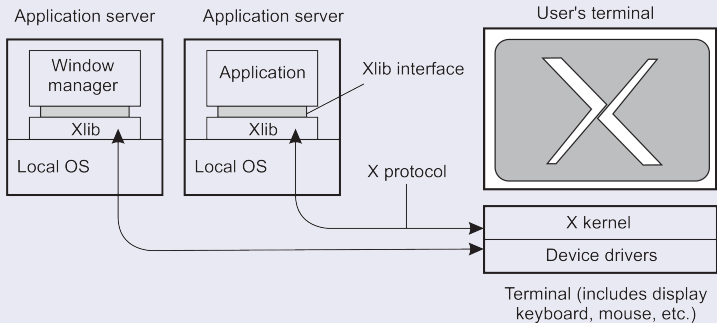 Application server
Application server
User's terminal
Window
manager
Application
Xlib interface
Xlib
Xlib
Local OS
Local OS
X protocol
X kernel
Device drivers
Terminal (includes display
keyboard, mouse, etc.)